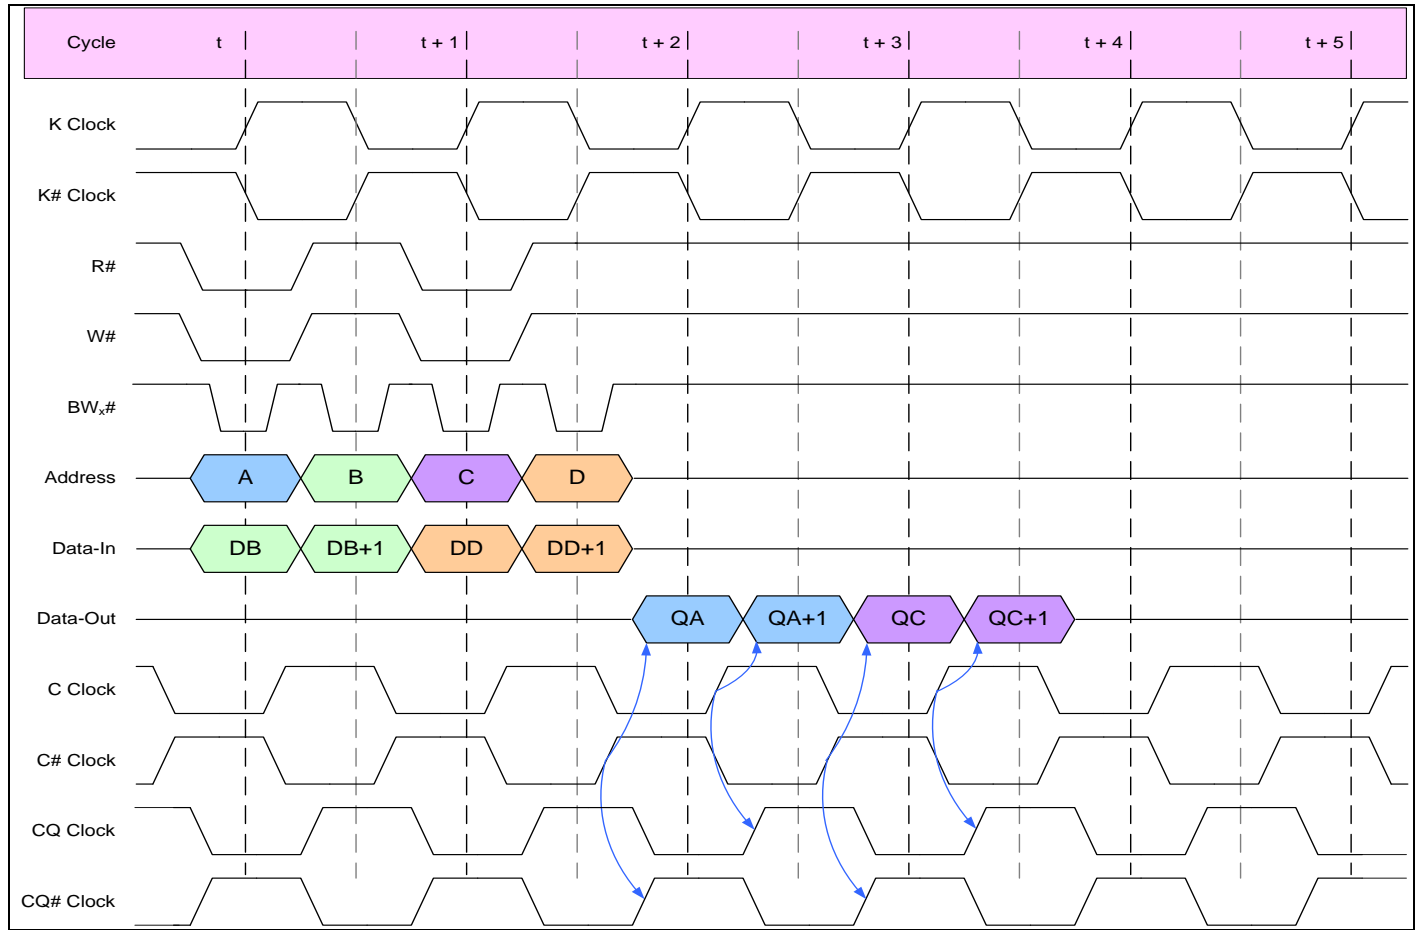 Cycle t t + 1 t + 2 t + 3 t + 4 t + 5
K Clock
K# Clock
R#
W#
BWx#
Address A B C D
Data-In DB DB+1 DD DD+1
Data-Out QA QA+1 QC QC+1
C Clock
C# Clock
CQ Clock
CQ# Clock